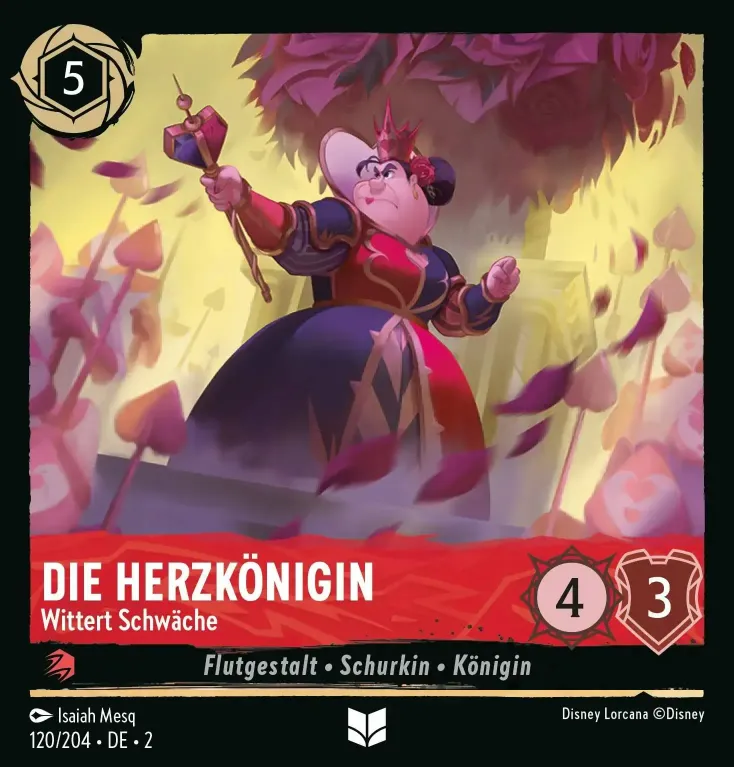 5
DIE HERZKÖNIGIN
Wittert Schwäche
4
3
Flutgestalt • Schurkin • Königin
Isaiah Mesq
Disney Lorcana ©Disney
120/204 • DE • 2